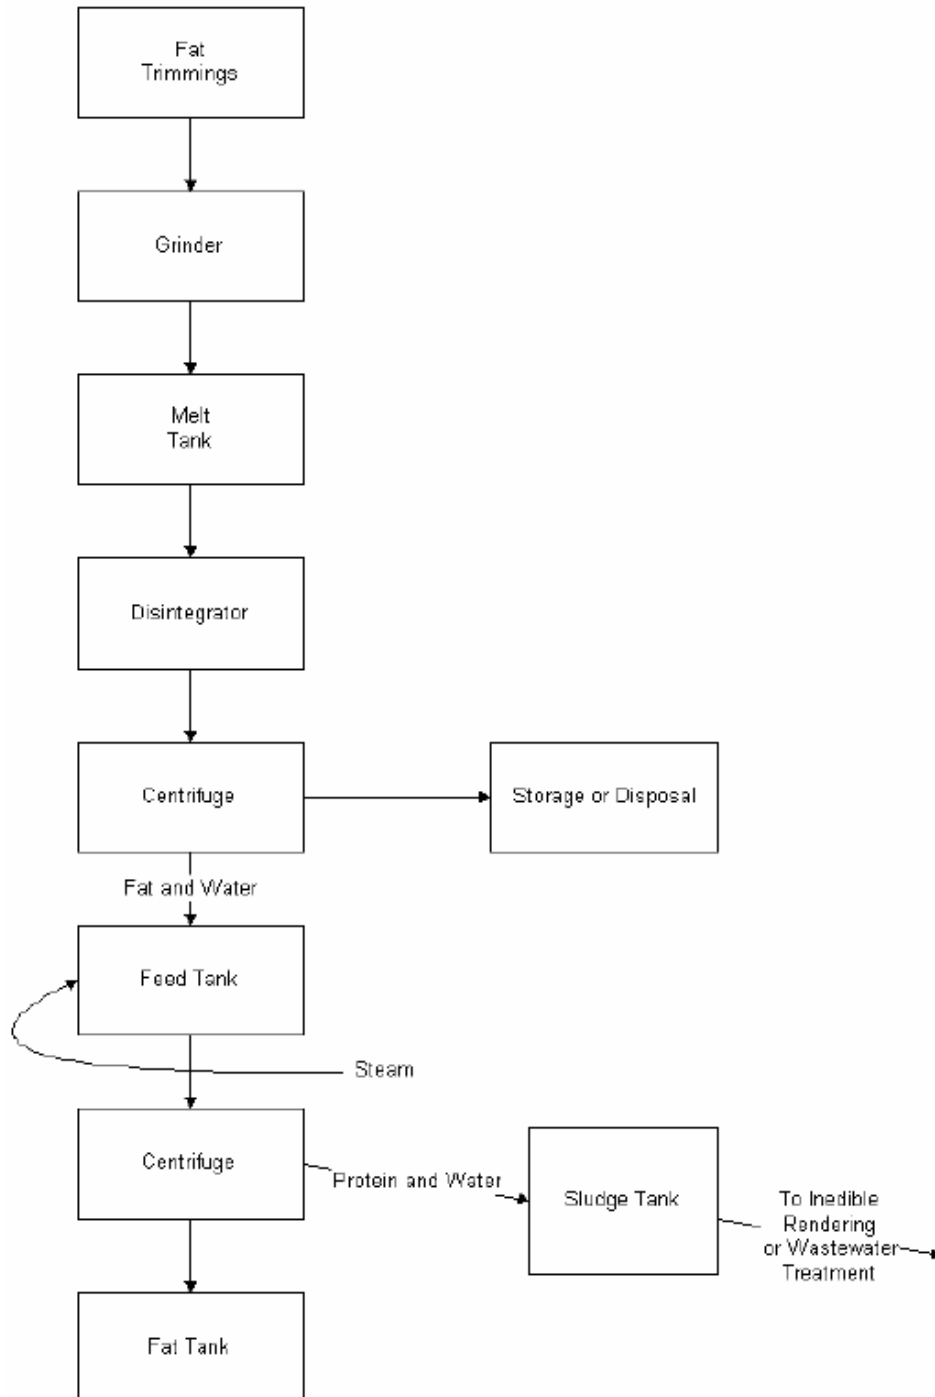 Fat
Trimmings
Grinder
Melt
Tank
Disintegrator
Centrifuge
Storage or Disposal
Fat and Water
Feed Tank
Steam
Centrifuge
Protein and Water
Sludge Tank
To Inedible
Rendering
or Wastewater
Treatment
Fat Tank